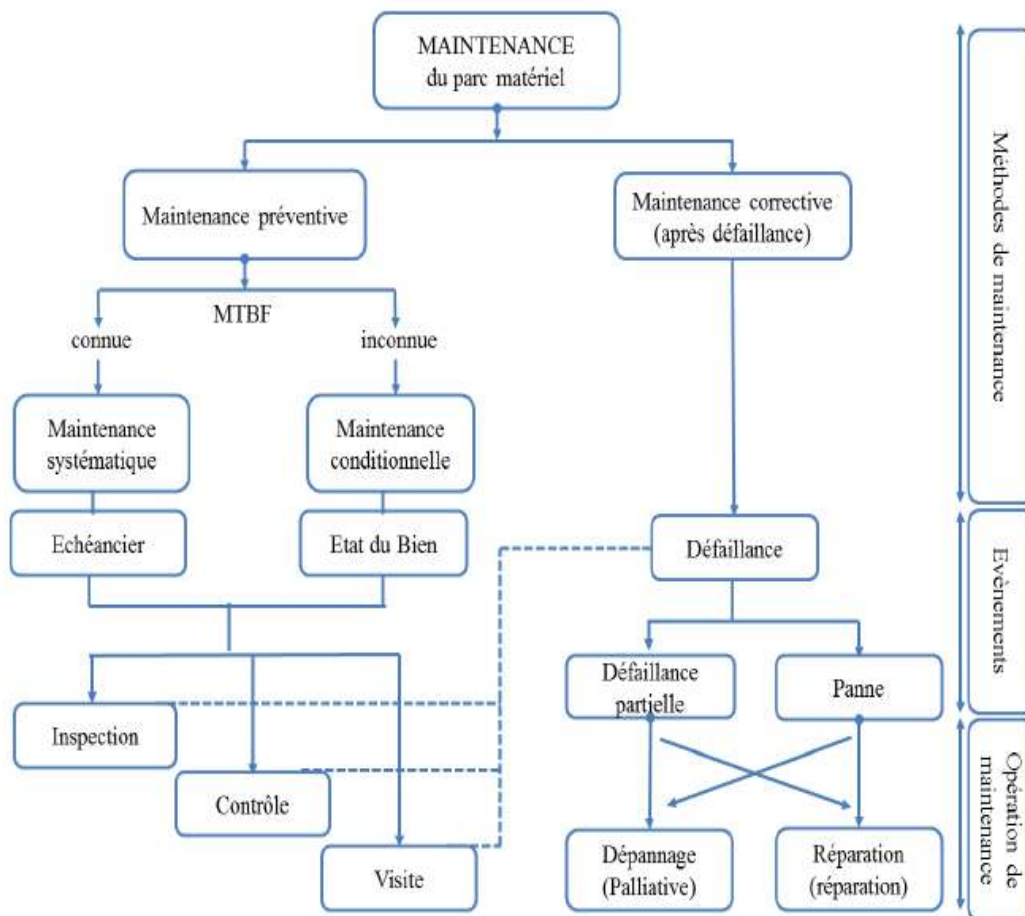 MAINTENANCE
du parc matériel
Maintenance préventive
Maintenance corrective
(après défaillance)
MTBF
connue
inconnue
Maintenance
systématique
Maintenance
conditionnelle
Echéancier
Etat du Bien
Défaillance
Défaillance
partielle
Panne
Inspection
Contrôle
Visite
Dépannage
(Palliative)
Réparation
(réparation)
Méthodes de maintenance
Evènements
Opération de
maintenance